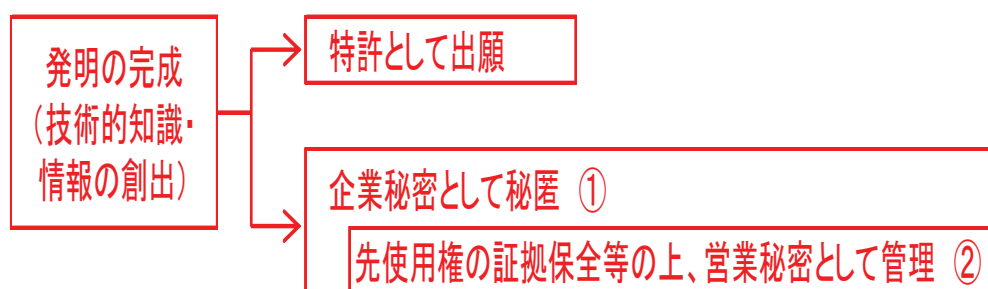 発明の完成
（技術的知識・
情報の創出）
特許として出願
企業秘密として秘匿 ①
先使用権の証拠保全等の上、営業秘密として管理 ②